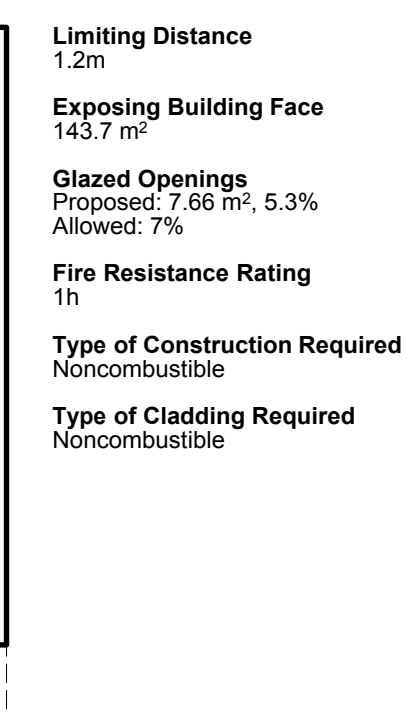 Limiting Distance
1.2m
Exposing Building Face
143.7 m²
Glazed Openings
Proposed: 7.66 m², 5.3%
Allowed: 7%
Fire Resistance Rating
1h
Type of Construction Required
Noncombustible
Type of Cladding Required
Noncombustible